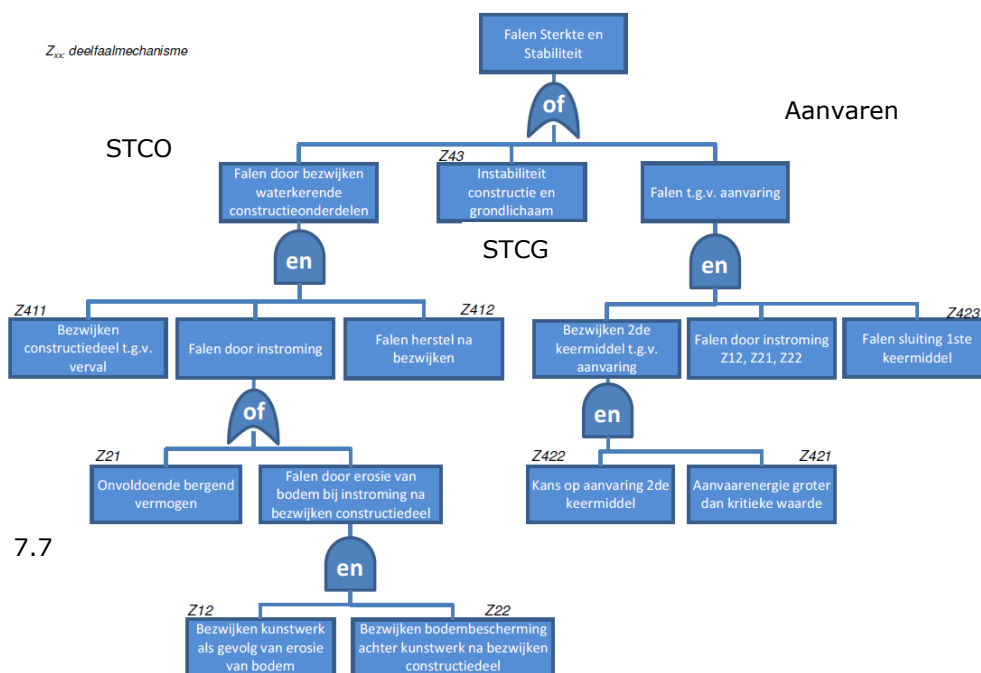 Z_xx: deelfaalmechanisme
Falen Sterkte en
Stabiliteit
of
Aanvaren
STCO
Falen door bezwijken
waterkerende
constructieonderdelen
Z43
Instabiliteit
constructie en
grondlichaam
Falen t.g.v. aanvaring
STCG
en
en
Z411
Bezwijken
constructiedeel t.g.v.
verval
Falen door instroming
Z412
Falen herstel na
bezwijken
Bezwijken 2de
keermiddel t.g.v.
aanvaring
Falen door instroming
Z12, Z21, Z22
Z423
Falen sluiting 1ste
keermiddel
of
en
Z21
Onvoldoende bergend
vermogen
Falen door erosie van
bodem bij instroming na
bezwijken constructiedeel
Z422
Kans op aanvaring 2de
keermiddel
Z421
Aanvaarenergie groter
dan kritieke waarde
7.7
en
Z12
Bezwijken kunstwerk
als gevolg van erosie
van bodem
Z22
Bezwijken bodembescherming
achter kunstwerk na bezwijken
constructiedeel